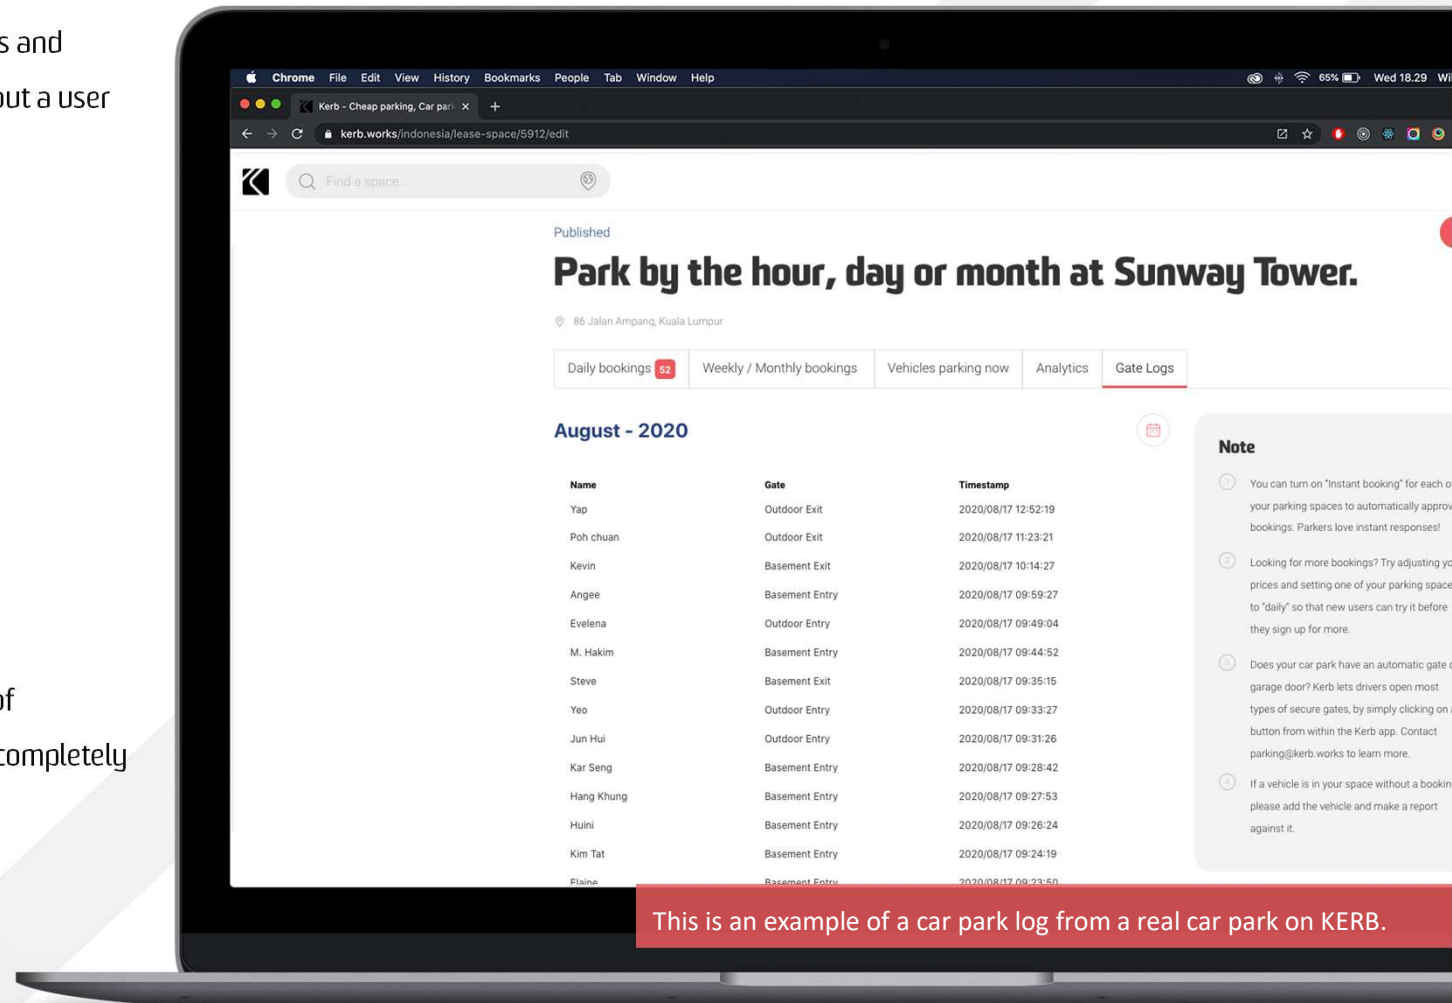 s and
out a user
of
completely
Chrome File Edit View History Bookmarks People Tab Window Help
65% Wed 18.29 Wi
Kerb - Cheap parking, Car park × +
kerb.works/indonesia/lease-space/5912/edit
Find a space...
Published
Park by the hour, day or month at Sunway Tower.
86 Jalan Ampang, Kuala Lumpur
Daily bookings 52 Weekly / Monthly bookings Vehicles parking now Analytics Gate Logs
August - 2020
Name Gate Timestamp
Yap Outdoor Exit 2020/08/17 12:52:19
Poh chuan Outdoor Exit 2020/08/17 11:23:21
Kevin Basement Exit 2020/08/17 10:14:27
Angee Basement Entry 2020/08/17 09:59:27
Evelena Outdoor Entry 2020/08/17 09:49:04
M. Hakim Basement Entry 2020/08/17 09:44:52
Steve Basement Exit 2020/08/17 09:35:15
Yeo Outdoor Entry 2020/08/17 09:33:27
Jun Hui Outdoor Entry 2020/08/17 09:31:26
Kar Seng Basement Entry 2020/08/17 09:28:42
Hang Khung Basement Entry 2020/08/17 09:27:53
Huini Basement Entry 2020/08/17 09:26:24
Kim Tat Basement Entry 2020/08/17 09:24:19
Elaine Basement Entry 2020/08/17 09:23:50
Note
1 You can turn on "Instant booking" for each o
your parking spaces to automatically approv
bookings. Parkers love instant responses!
2 Looking for more bookings? Try adjusting yo
prices and setting one of your parking space
to "daily" so that new users can try it before
they sign up for more.
3 Does your car park have an automatic gate o
garage door? Kerb lets drivers open most
types of secure gates, by simply clicking on a
button from within the Kerb app. Contact
parking@kerb.works to learn more.
4 If a vehicle is in your space without a bookin
please add the vehicle and make a report
against it.
This is an example of a car park log from a real car park on KERB.